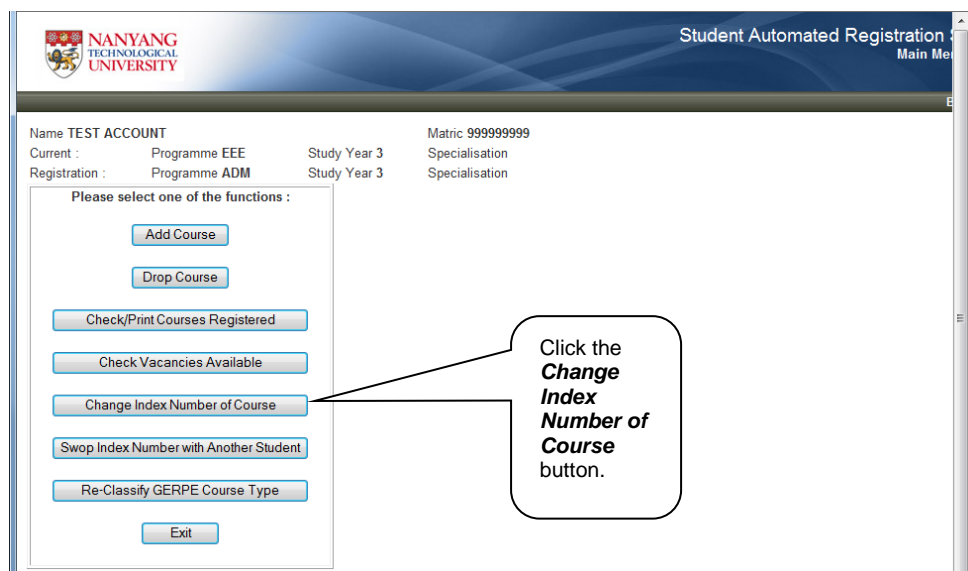 NANYANG
TECHNOLOGICAL
UNIVERSITY
Student Automated Registration
Main
Name TEST ACCOUNT Matric 999999999
Current : Programme EEE Study Year 3 Specialisation
Registration : Programme ADM Study Year 3 Specialisation
Please select one of the functions :
Add Course
Drop Course
Check/Print Courses Registered
Check Vacancies Available
Change Index Number of Course
Swop Index Number with Another Student
Re-Classify GERPE Course Type
Exit
Click the
Change
Index
Number of
Course
button.